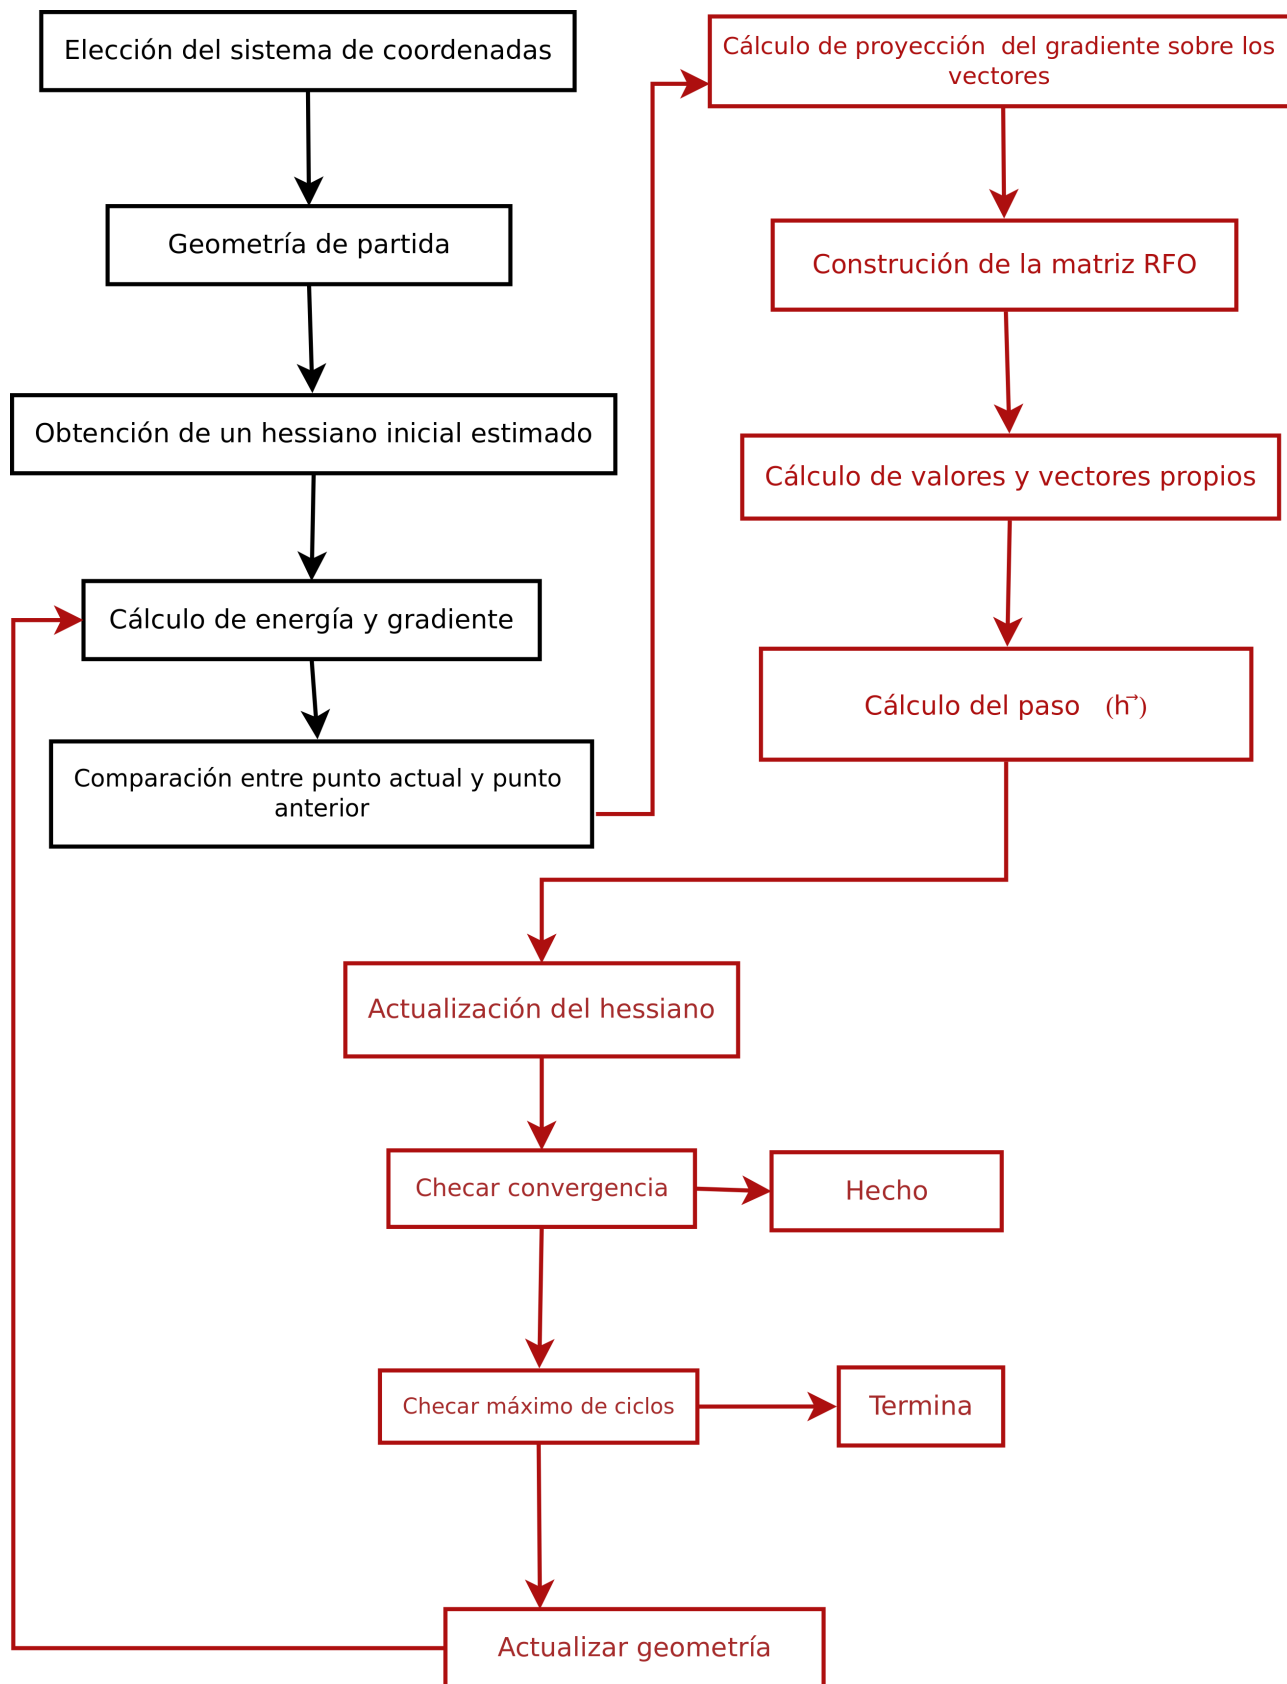 Elección del sistema de coordenadas
Geometría de partida
Obtención de un hessiano inicial estimado
Cálculo de energía y gradiente
Comparación entre punto actual y punto
anterior
Cálculo de proyección  del gradiente sobre los
vectores
Construción de la matriz RFO
Cálculo de valores y vectores propios
Cálculo del paso (h⃗)
Actualización del hessiano
Checar convergencia
Hecho
Checar máximo de ciclos
Termina
Actualizar geometría